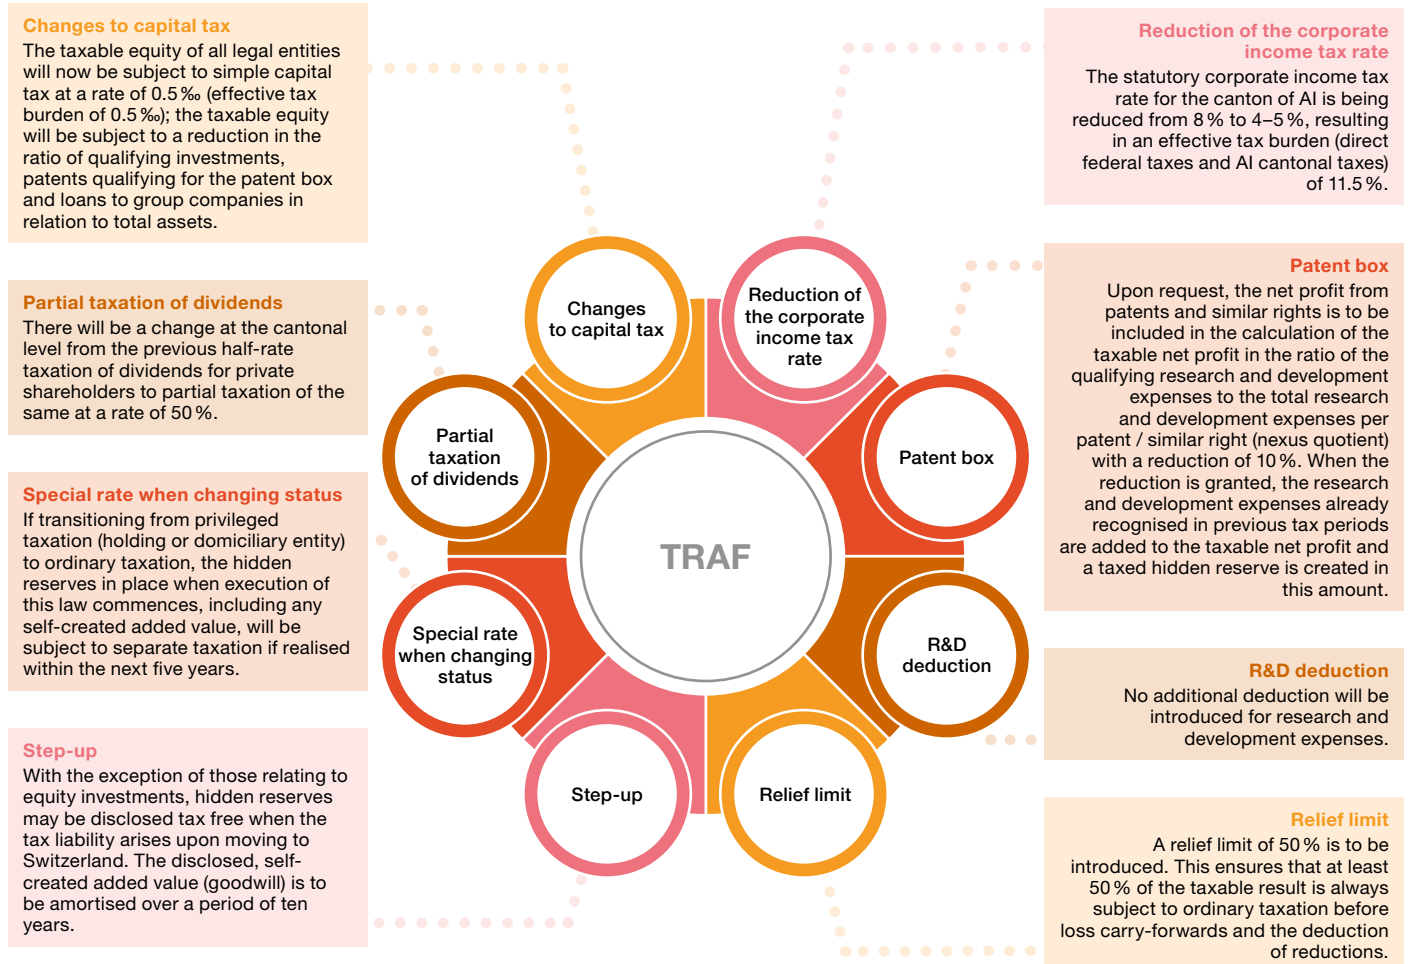 Changes to capital tax
The taxable equity of all legal entities
will now be subject to simple capital
tax at a rate of 0.5 ‰ (effective tax
burden of 0.5 ‰); the taxable equity
will be subject to a reduction in the
ratio of qualifying investments,
patents qualifying for the patent box
and loans to group companies in
relation to total assets.
Partial taxation of dividends
There will be a change at the cantonal
level from the previous half-rate
taxation of dividends for private
shareholders to partial taxation of the
same at a rate of 50 %.
Special rate when changing status
If transitioning from privileged
taxation (holding or domiciliary entity)
to ordinary taxation, the hidden
reserves in place when execution of
this law commences, including any
self-created added value, will be
subject to separate taxation if realised
within the next five years.
Step-up
With the exception of those relating to
equity investments, hidden reserves
may be disclosed tax free when the
tax liability arises upon moving to
Switzerland. The disclosed, self-
created added value (goodwill) is to
be amortised over a period of ten
years.
Changes
to capital tax
Reduction of
the corporate
income tax
rate
Partial
taxation
of dividends
Patent box
TRAF
Special rate
when changing
status
R&D
deduction
Step-up
Relief limit
Reduction of the corporate
income tax rate
The statutory corporate income tax
rate for the canton of AI is being
reduced from 8 % to 4–5 %, resulting
in an effective tax burden (direct
federal taxes and AI cantonal taxes)
of 11.5 %.
Patent box
Upon request, the net profit from
patents and similar rights is to be
included in the calculation of the
taxable net profit in the ratio of the
qualifying research and development
expenses to the total research
and development expenses per
patent / similar right (nexus quotient)
with a reduction of 10 %. When the
reduction is granted, the research
and development expenses already
recognised in previous tax periods
are added to the taxable net profit and
a taxed hidden reserve is created in
this amount.
R&D deduction
No additional deduction will be
introduced for research and
development expenses.
Relief limit
A relief limit of 50 % is to be
introduced. This ensures that at least
50 % of the taxable result is always
subject to ordinary taxation before
loss carry-forwards and the deduction
of reductions.